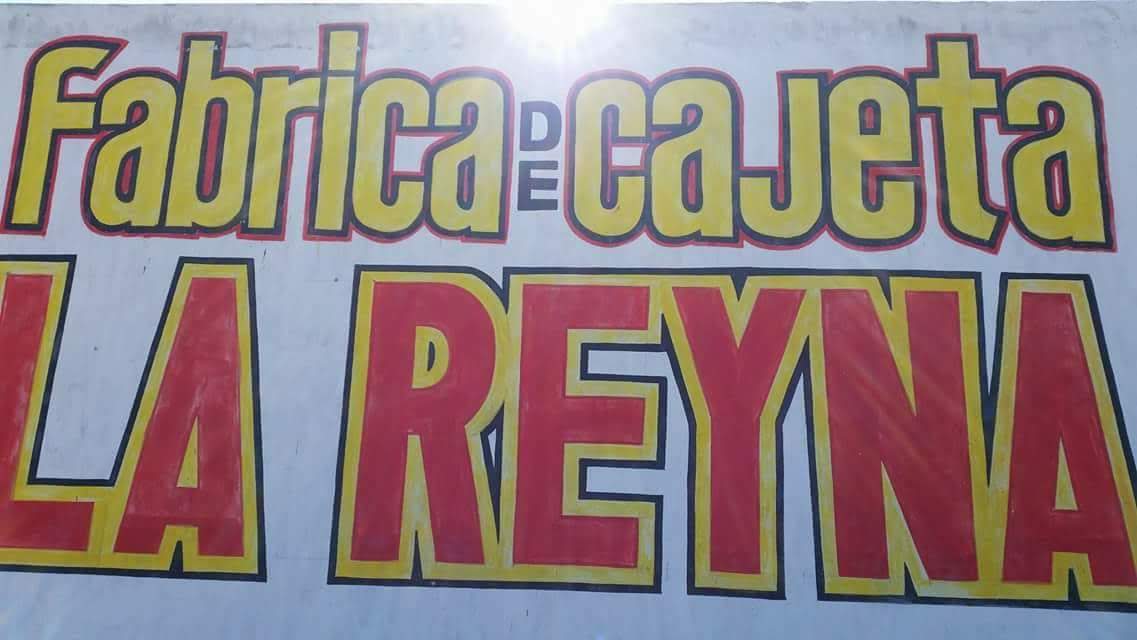 fabrica DE cajeta
LA REYNA